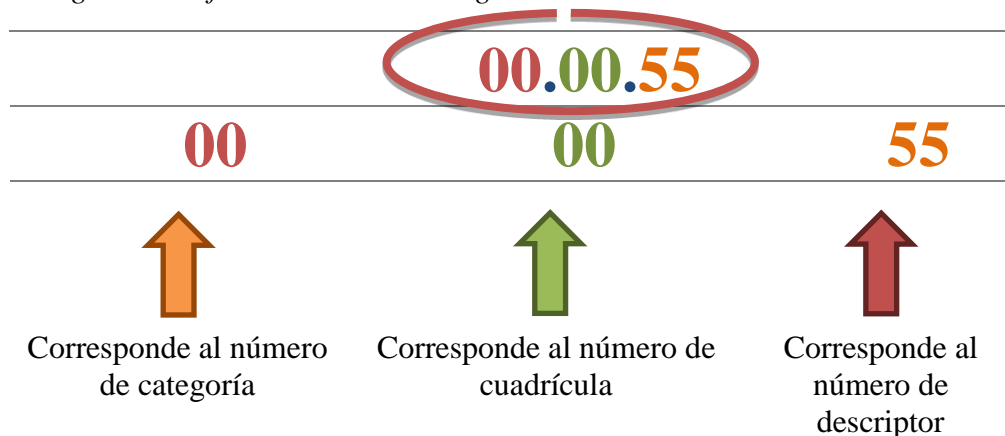 00.00.55
00 00 55
Corresponde al número de categoría
Corresponde al número de cuadrícula
Corresponde al número de descriptor